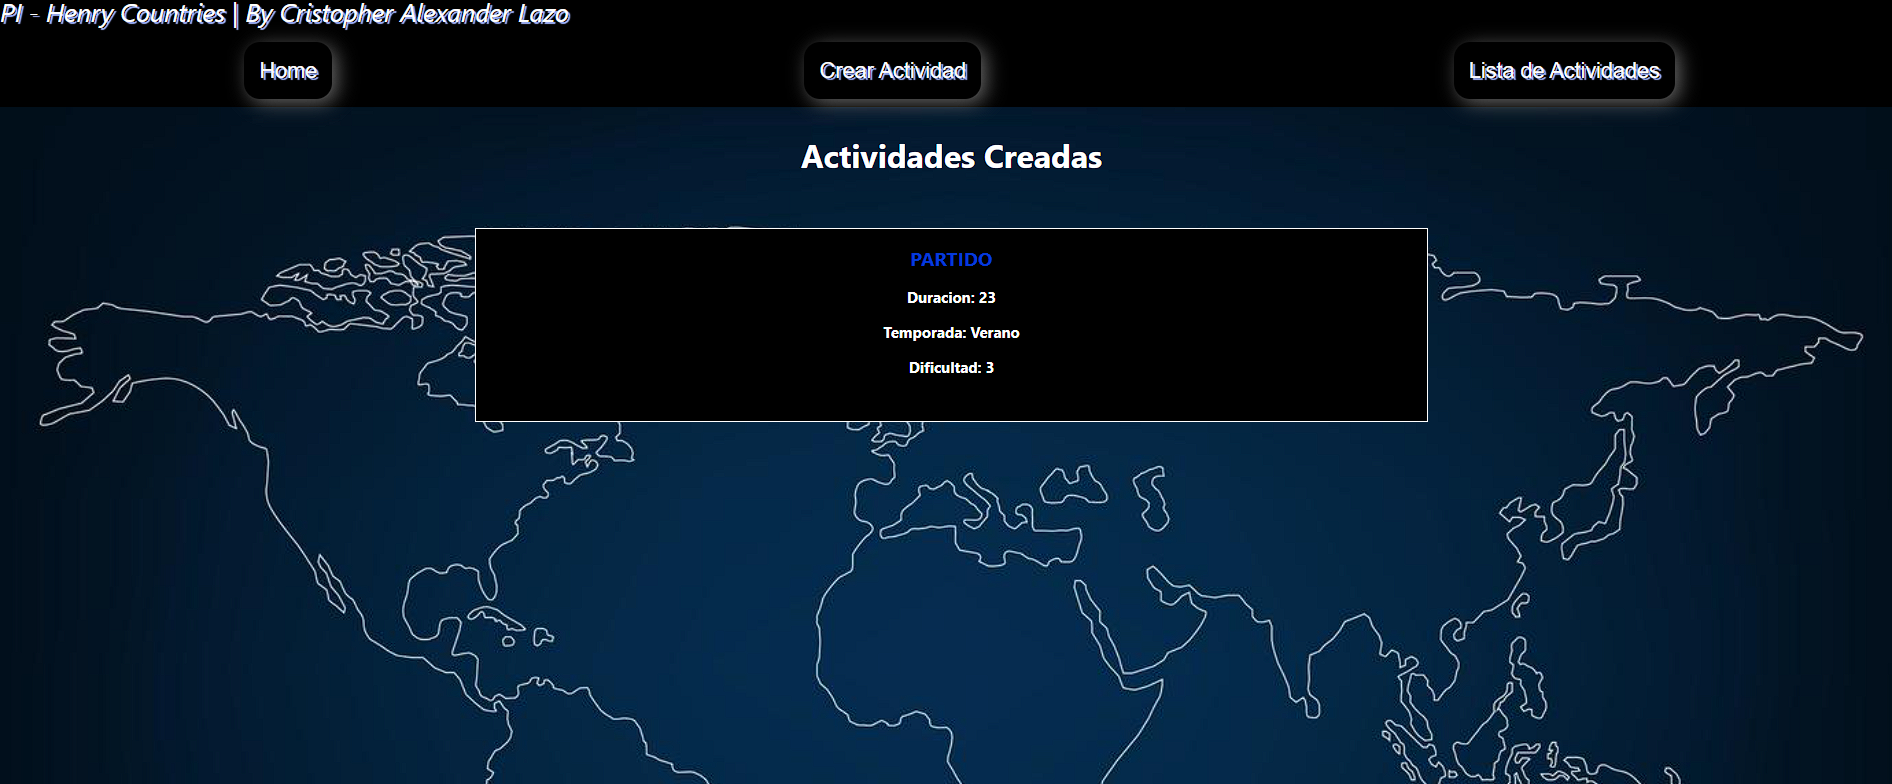 PI - Henry Countries | By Cristopher Alexander Lazo
Home Crear Actividad Lista de Actividades
Actividades Creadas
PARTIDO
Duracion: 23
Temporada: Verano
Dificultad: 3